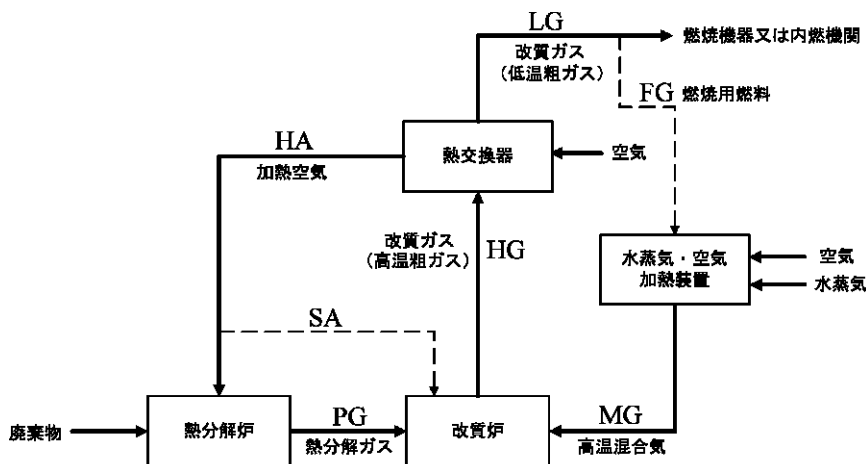 LG
改質ガス
（低温粗ガス）
燃焼機器又は内燃機関
FG 燃焼用燃料
HA
加熱空気
熱交換器
空気
改質ガス
（高温粗ガス）
HG
水蒸気・空気
加熱装置
空気
水蒸気
SA
廃棄物
熱分解炉
PG
熱分解ガス
改質炉
MG
高温混合気